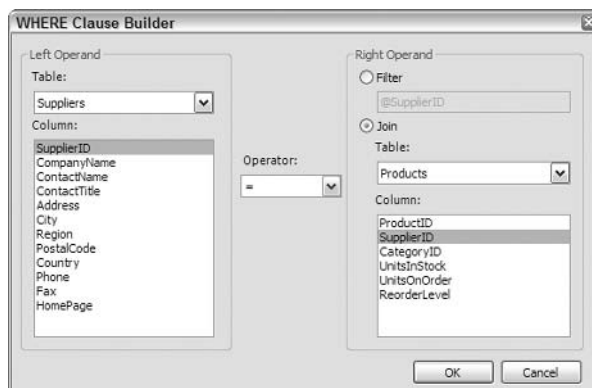 WHERE Clause Builder
Left Operand
Table:
Suppliers
Column:
SupplierID
CompanyName
ContactName
ContactTitle
Address
City
Region
PostalCode
Country
Phone
Fax
HomePage
Operator:
=
Right Operand
Filter
@SupplierID
Join
Table:
Products
Column:
ProductID
SupplierID
CategoryID
UnitsInStock
UnitsOnOrder
ReorderLevel
OK
Cancel